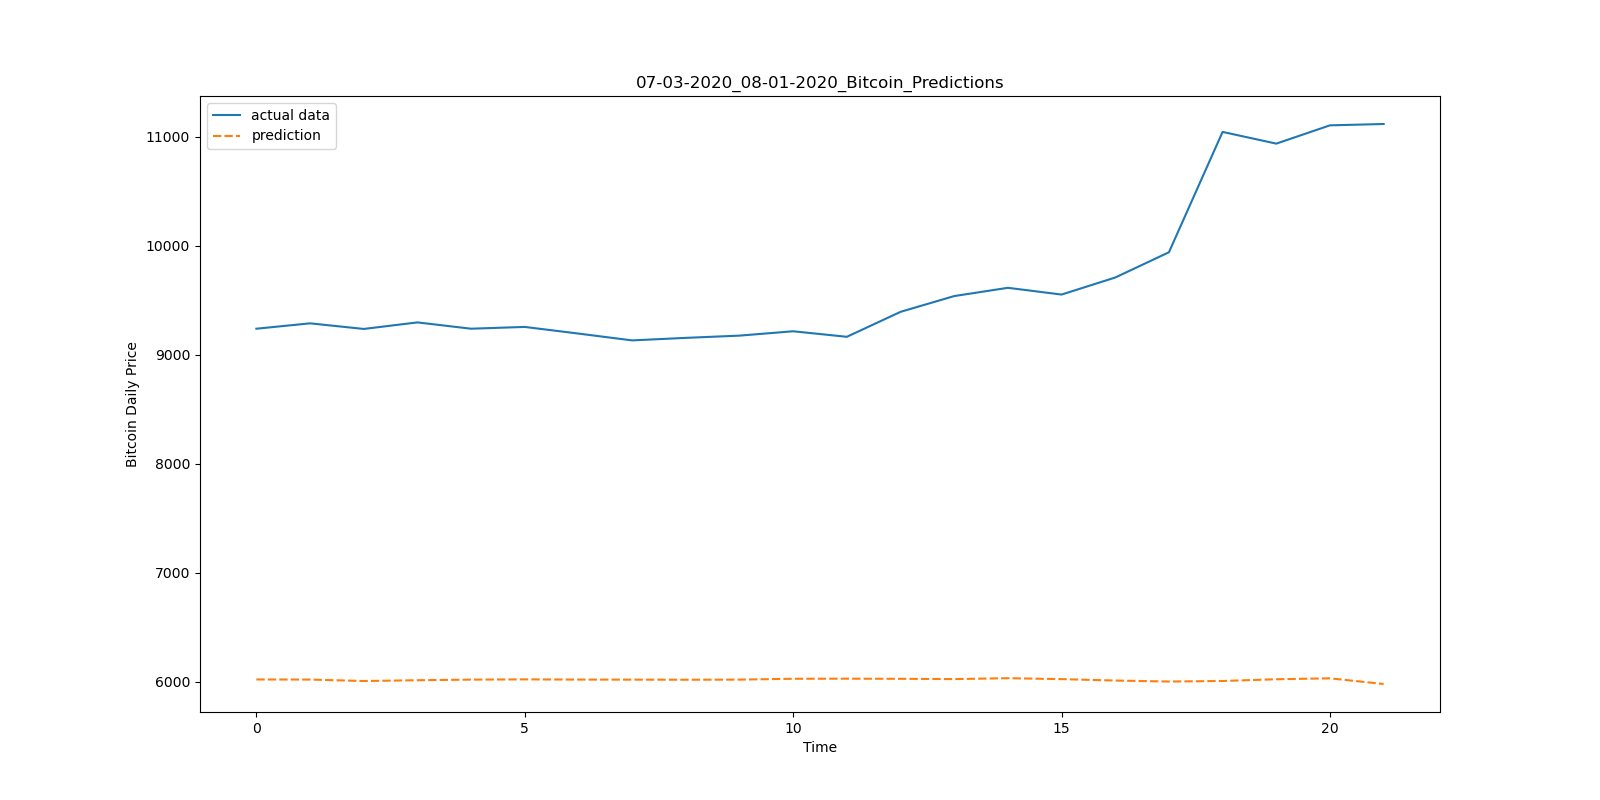 07-03-2020_08-01-2020_Bitcoin_Predictions
actual data
prediction
11000
10000
9000
8000
7000
6000
Bitcoin Daily Price
0 5 10 15 20
Time